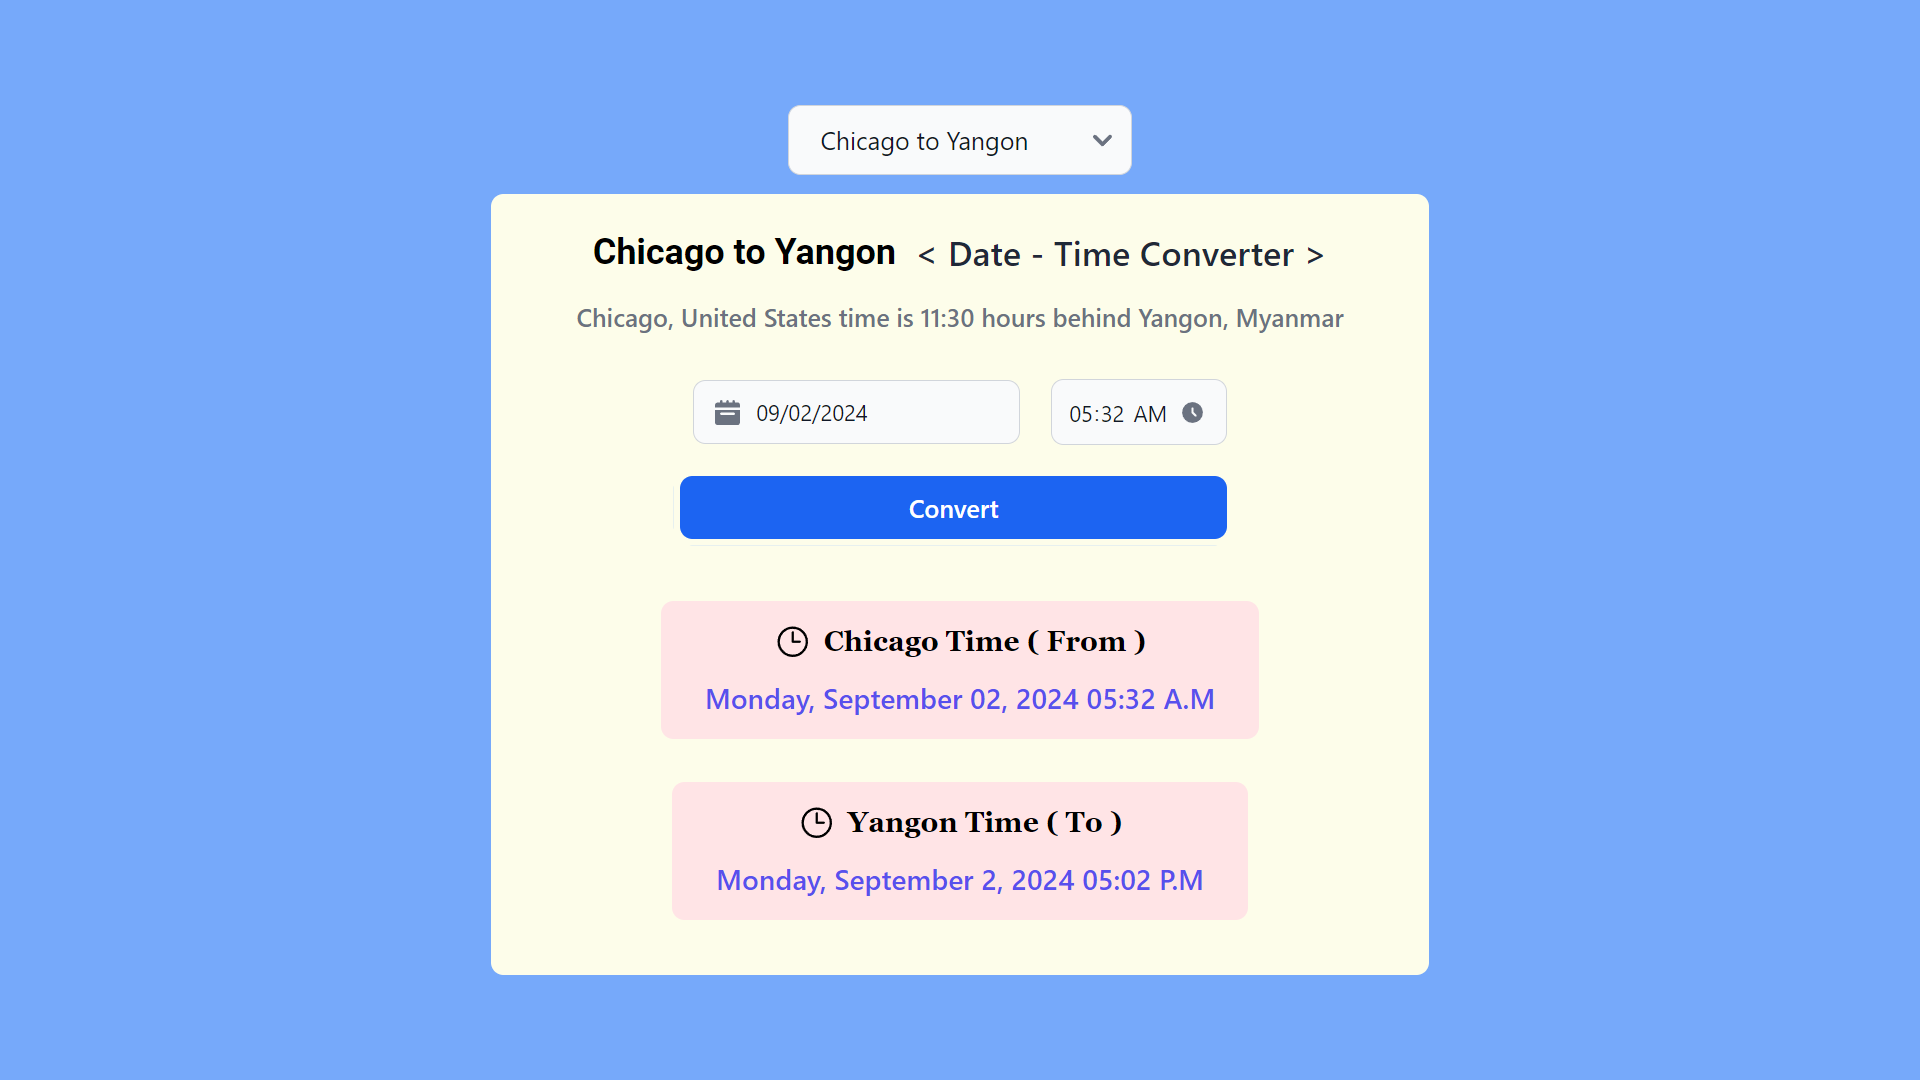 Chicago to Yangon
Chicago to Yangon < Date - Time Converter >
Chicago, United States time is 11:30 hours behind Yangon, Myanmar
09/02/2024 05:32 AM
Convert
Chicago Time ( From )
Monday, September 02, 2024 05:32 A.M
Yangon Time ( To )
Monday, September 2, 2024 05:02 P.M